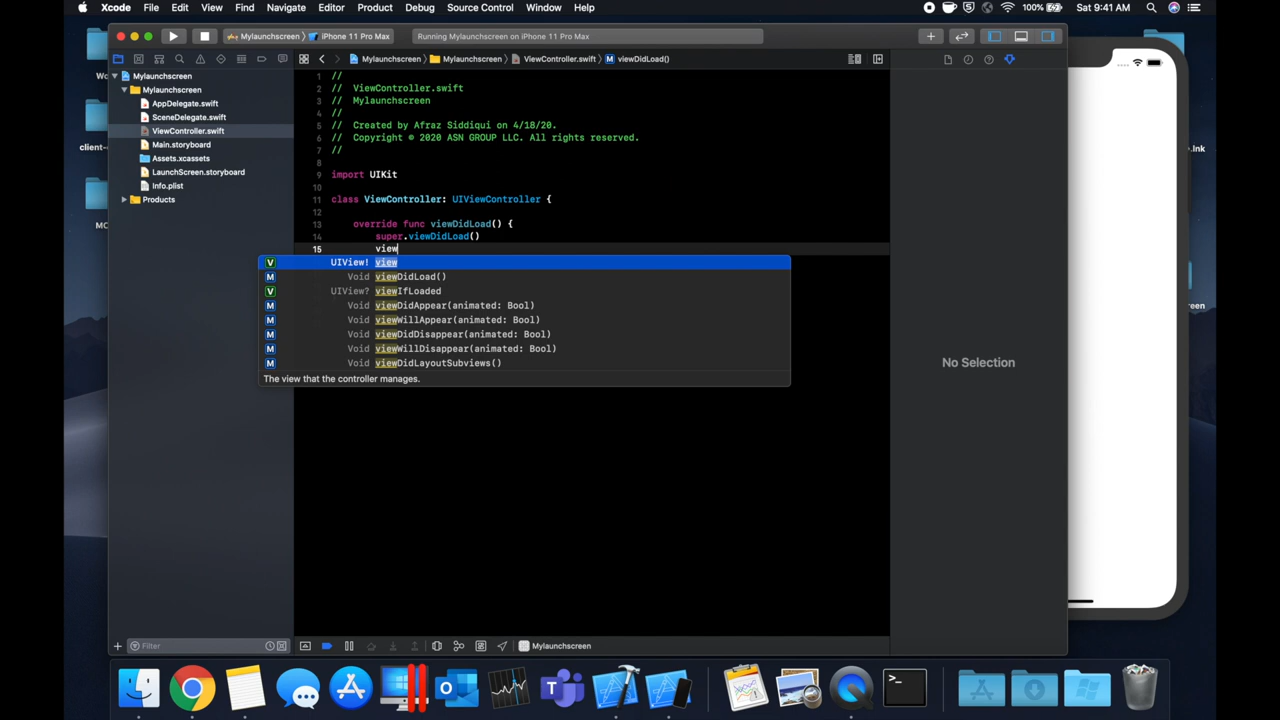 Xcode File Edit View Find Navigate Editor Product Debug Source Control Window Help 100% Sat 9:41 AM
Mylaunchscreen iPhone 11 Pro Max Running Mylaunchscreen on iPhone 11 Pro Max
Mylaunchscreen Mylaunchscreen ViewController.swift viewDidLoad()
Mylaunchscreen
Mylaunchscreen
AppDelegate.swift
SceneDelegate.swift
ViewController.swift
Main.storyboard
Assets.xcassets
LaunchScreen.storyboard
Info.plist
Products
1 //
2 // ViewController.swift
3 // Mylaunchscreen
4 //
5 // Created by Afraz Siddiqui on 4/18/20.
6 // Copyright © 2020 ASN GROUP LLC. All rights reserved.
7 //
8
9 import UIKit
10
11 class ViewController: UIViewController {
12
13 override func viewDidLoad() {
14 super.viewDidLoad()
15 view
V UIView! view
M Void viewDidLoad()
V UIView? viewIfLoaded
M Void viewDidAppear(animated: Bool)
M Void viewWillAppear(animated: Bool)
M Void viewDidDisappear(animated: Bool)
M Void viewWillDisappear(animated: Bool)
M Void viewDidLayoutSubviews()
The view that the controller manages.
No Selection
Filter
Mylaunchscreen